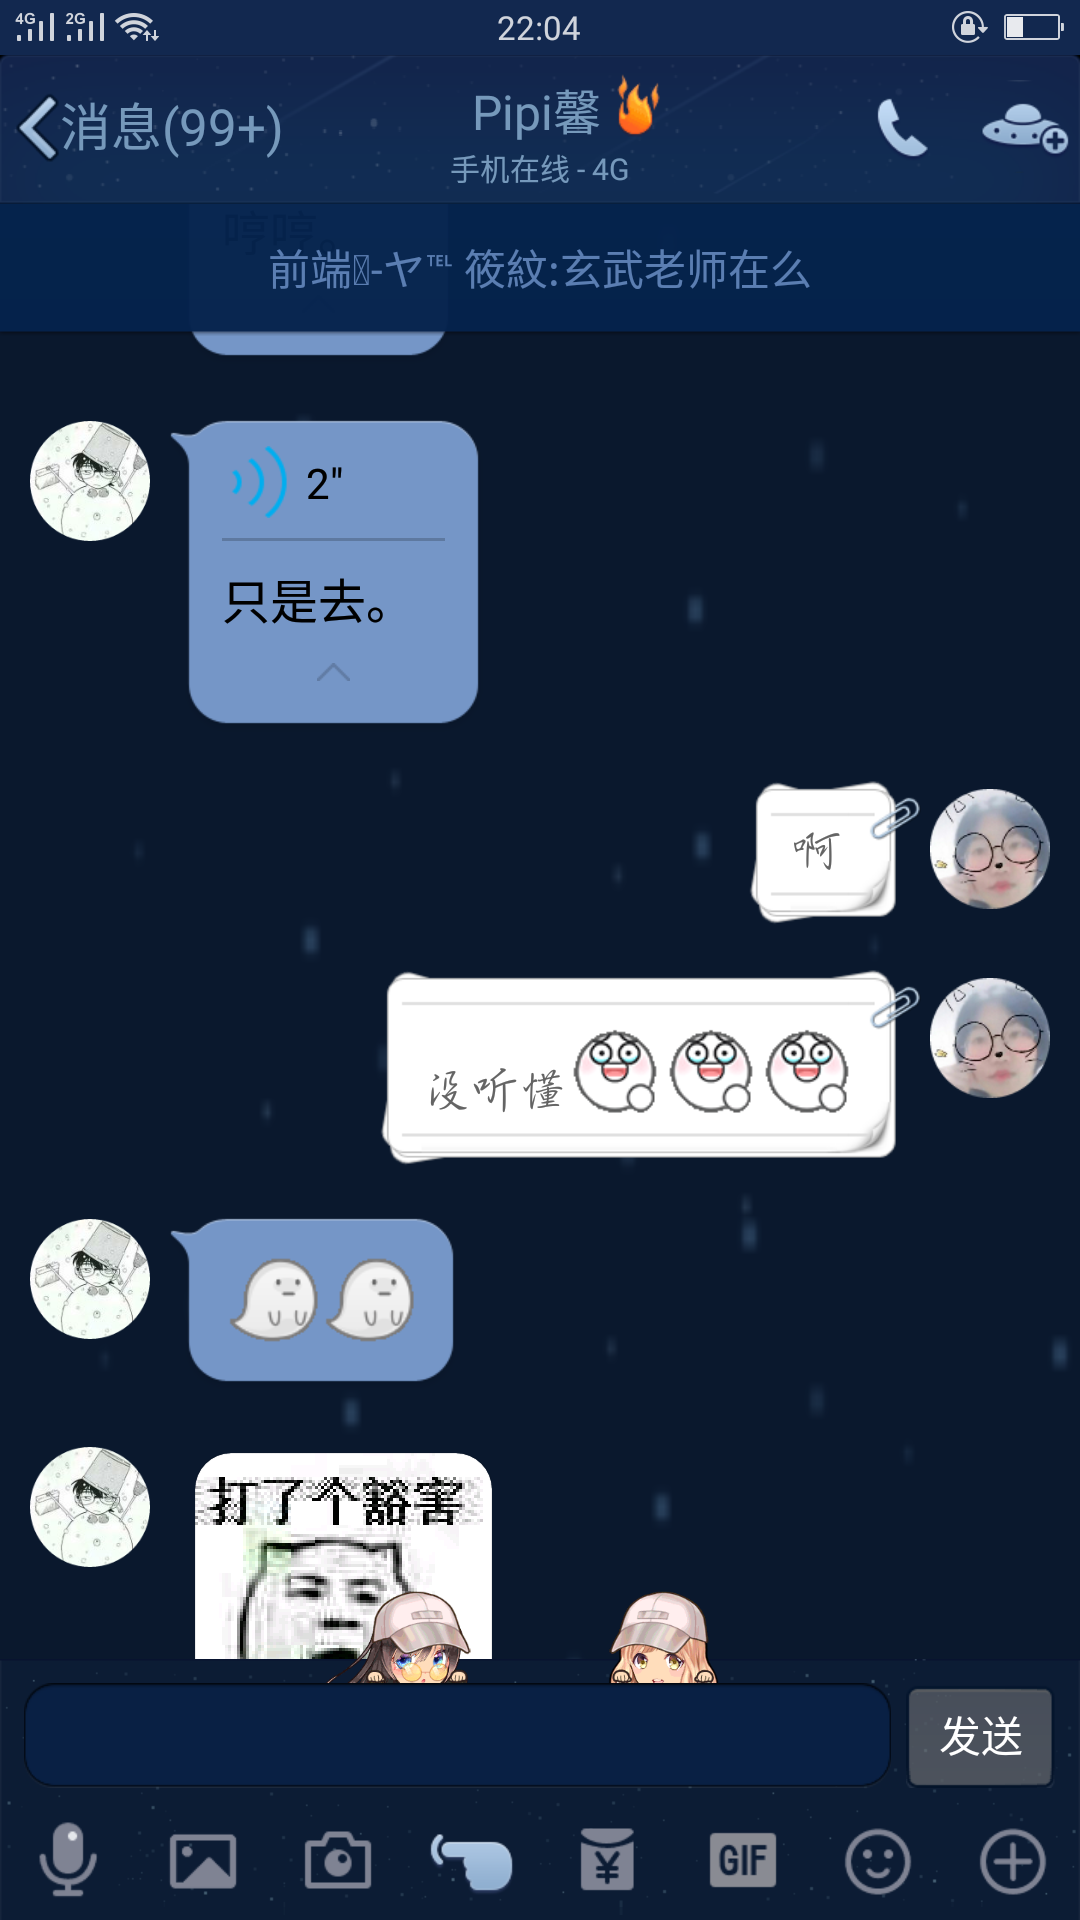 4G 2G 22:04
消息(99+)
Pipi馨
手机在线 - 4G
哼哼。
前端-ヤ℡ 筱紋:玄武老师在么
2"
只是去。
啊
没听懂
打了个豁害
发送
GIF